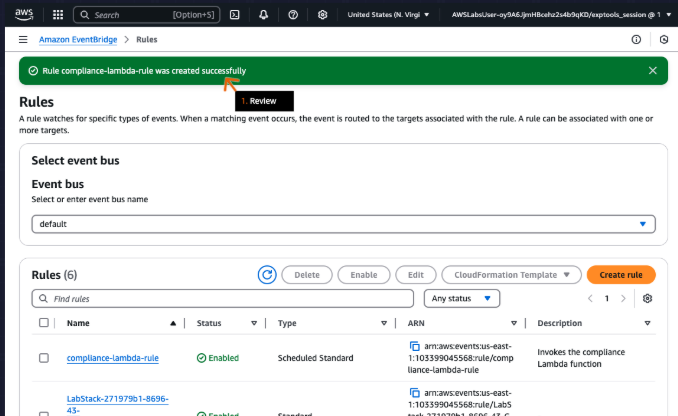 aws
Search
[Option+S]
United States (N. Virgi
AWSLabsUser-oy9A6JjmHBcehz2s4b9qKD/exptools_session @ 1
Amazon EventBridge > Rules
Rule compliance-lambda-rule was created successfully
1. Review
Rules
A rule watches for specific types of events. When a matching event occurs, the event is routed to the targets associated with the rule. A rule can be associated with one or
more targets.
Select event bus
Event bus
Select or enter event bus name
default
Rules (6)
Delete
Enable
Edit
CloudFormation Template
Create rule
Find rules
Any status
1
Name
Status
Type
ARN
Description
compliance-lambda-rule
Enabled
Scheduled Standard
arn:aws:events:us-east-
1:103399045568:rule/comp
liance-lambda-rule
Invokes the compliance
Lambda function
LabStack-271979b1-8696-
43-
Enabled
Standard
arn:aws:events:us-east-
1:103399045568:rule/LabS